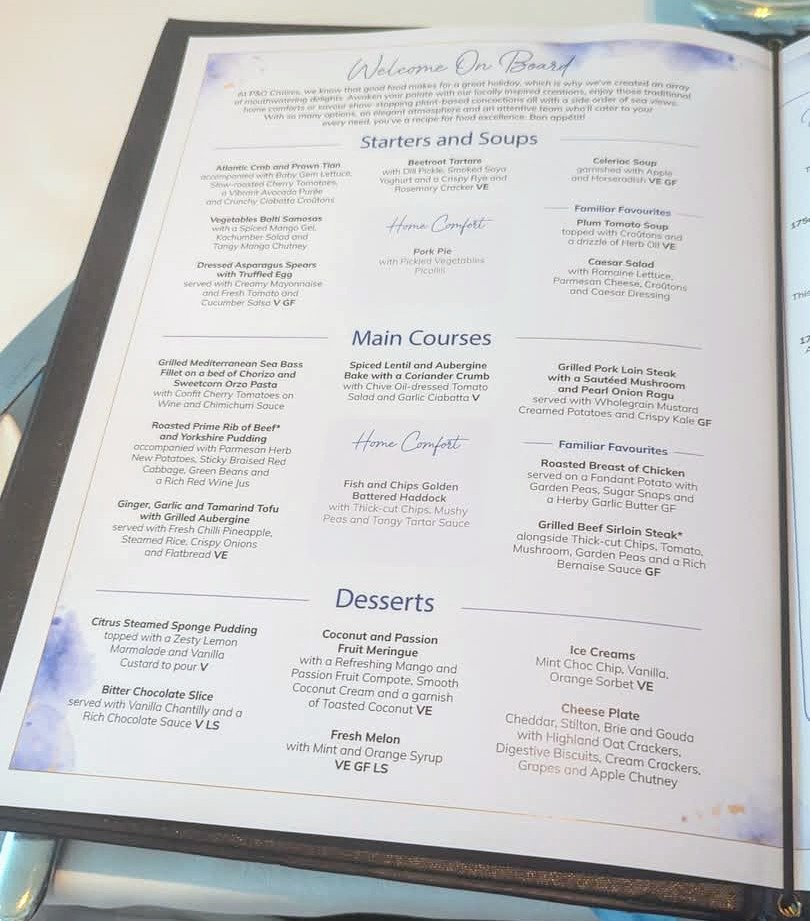 Welcome On Board
At P&O Cruises, we know that good food makes for a great holiday, which is why we've created an array
of mouthwatering delights. Awaken your palate with our locally inspired creations, enjoy those traditional
home comforts or savour show-stopping plant-based concoctions all with a side order of sea views.
With so many options, an elegant atmosphere and an attentive team who'll cater to your
every need, you've a recipe for food excellence. Bon appétit!
Starters and Soups
Atlantic Crab and Prawn Tian
accompanied with Baby Gem Lettuce,
Slow-roasted Cherry Tomatoes,
a Vibrant Avocado Purée
and Crunchy Ciabatta Croûtons
Vegetables Balti Samosas
with a Spiced Mango Gel,
Kachumber Salad and
Tangy Mango Chutney
Dressed Asparagus Spears
with Truffled Egg
served with Creamy Mayonnaise
and Fresh Tomato and
Cucumber Salsa V GF
Beetroot Tartare
with Dill Pickle, Smoked Soya
Yoghurt and a Crispy Rye and
Rosemary Cracker VE
Home Comfort
Pork Pie
with Pickled Vegetables
Picalilli
Celeriac Soup
garnished with Apple
and Horseradish VE GF
Familiar Favourites
Plum Tomato Soup
topped with Croûtons and
a drizzle of Herb Oil VE
Caesar Salad
with Romaine Lettuce,
Parmesan Cheese, Croûtons
and Caesar Dressing
Main Courses
Grilled Mediterranean Sea Bass
Fillet on a bed of Chorizo and
Sweetcorn Orzo Pasta
with Confit Cherry Tomatoes on
Wine and Chimichurri Sauce
Roasted Prime Rib of Beef*
and Yorkshire Pudding
accompanied with Parmesan Herb
New Potatoes, Sticky Braised Red
Cabbage, Green Beans and
a Rich Red Wine Jus
Ginger, Garlic and Tamarind Tofu
with Grilled Aubergine
served with Fresh Chilli Pineapple,
Steamed Rice, Crispy Onions
and Flatbread VE
Spiced Lentil and Aubergine
Bake with a Coriander Crumb
with Chive Oil-dressed Tomato
Salad and Garlic Ciabatta V
Home Comfort
Fish and Chips Golden
Battered Haddock
with Thick-cut Chips, Mushy
Peas and Tangy Tartar Sauce
Grilled Pork Loin Steak
with a Sautéed Mushroom
and Pearl Onion Ragu
served with Wholegrain Mustard
Creamed Potatoes and Crispy Kale GF
Familiar Favourites
Roasted Breast of Chicken
served on a Fondant Potato with
Garden Peas, Sugar Snaps and
a Herby Garlic Butter GF
Grilled Beef Sirloin Steak*
alongside Thick-cut Chips, Tomato,
Mushroom, Garden Peas and a Rich
Bernaise Sauce GF
Desserts
Citrus Steamed Sponge Pudding
topped with a Zesty Lemon
Marmalade and Vanilla
Custard to pour V
Bitter Chocolate Slice
served with Vanilla Chantilly and a
Rich Chocolate Sauce V LS
Coconut and Passion
Fruit Meringue
with a Refreshing Mango and
Passion Fruit Compote, Smooth
Coconut Cream and a garnish
of Toasted Coconut VE
Fresh Melon
with Mint and Orange Syrup
VE GF LS
Ice Creams
Mint Choc Chip, Vanilla,
Orange Sorbet VE
Cheese Plate
Cheddar, Stilton, Brie and Gouda
with Highland Oat Crackers,
Digestive Biscuits, Cream Crackers,
Grapes and Apple Chutney